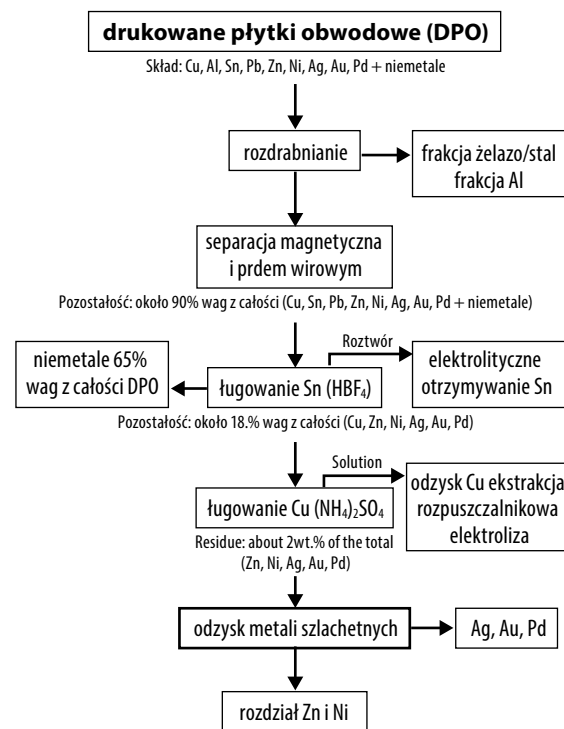 drukowane płytki obwodowe (DPO)
Skład: Cu, Al, Sn, Pb, Zn, Ni, Ag, Au, Pd + niemetale
rozdrabnianie
frakcja żelazo/stal
frakcja Al
separacja magnetyczna
i prdem wirowym
Pozostałość: około 90% wag z całości (Cu, Sn, Pb, Zn, Ni, Ag, Au, Pd + niemetale)
niemetale 65%
wag z całości DPO
ługowanie Sn (HBF₄)
Roztwór
elektrolityczne
otrzymywanie Sn
Pozostałość: około 18.% wag z całości (Cu, Zn, Ni, Ag, Au, Pd)
ługowanie Cu (NH₄)₂SO₄
Solution
odzysk Cu ekstrakcja
rozpuszczalnikowa
elektroliza
Residue: about 2wt.% of the total
(Zn, Ni, Ag, Au, Pd)
odzysk metali szlachetnych
Ag, Au, Pd
rozdział Zn i Ni